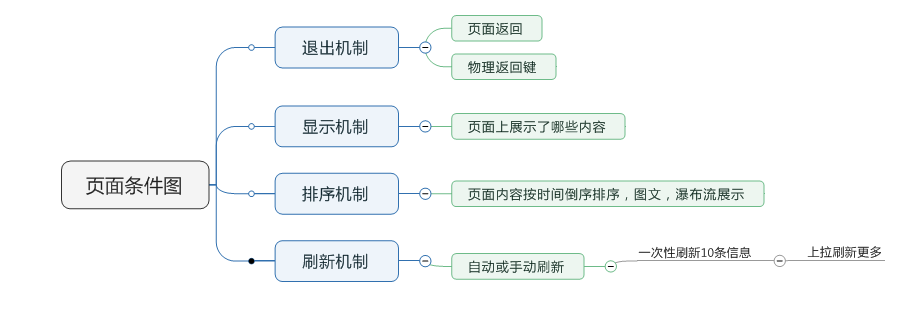 页面条件图
退出机制
页面返回
物理返回键
显示机制
页面上展示了哪些内容
排序机制
页面内容按时间倒序排序，图文，瀑布流展示
刷新机制
自动或手动刷新
一次性刷新10条信息
上拉刷新更多